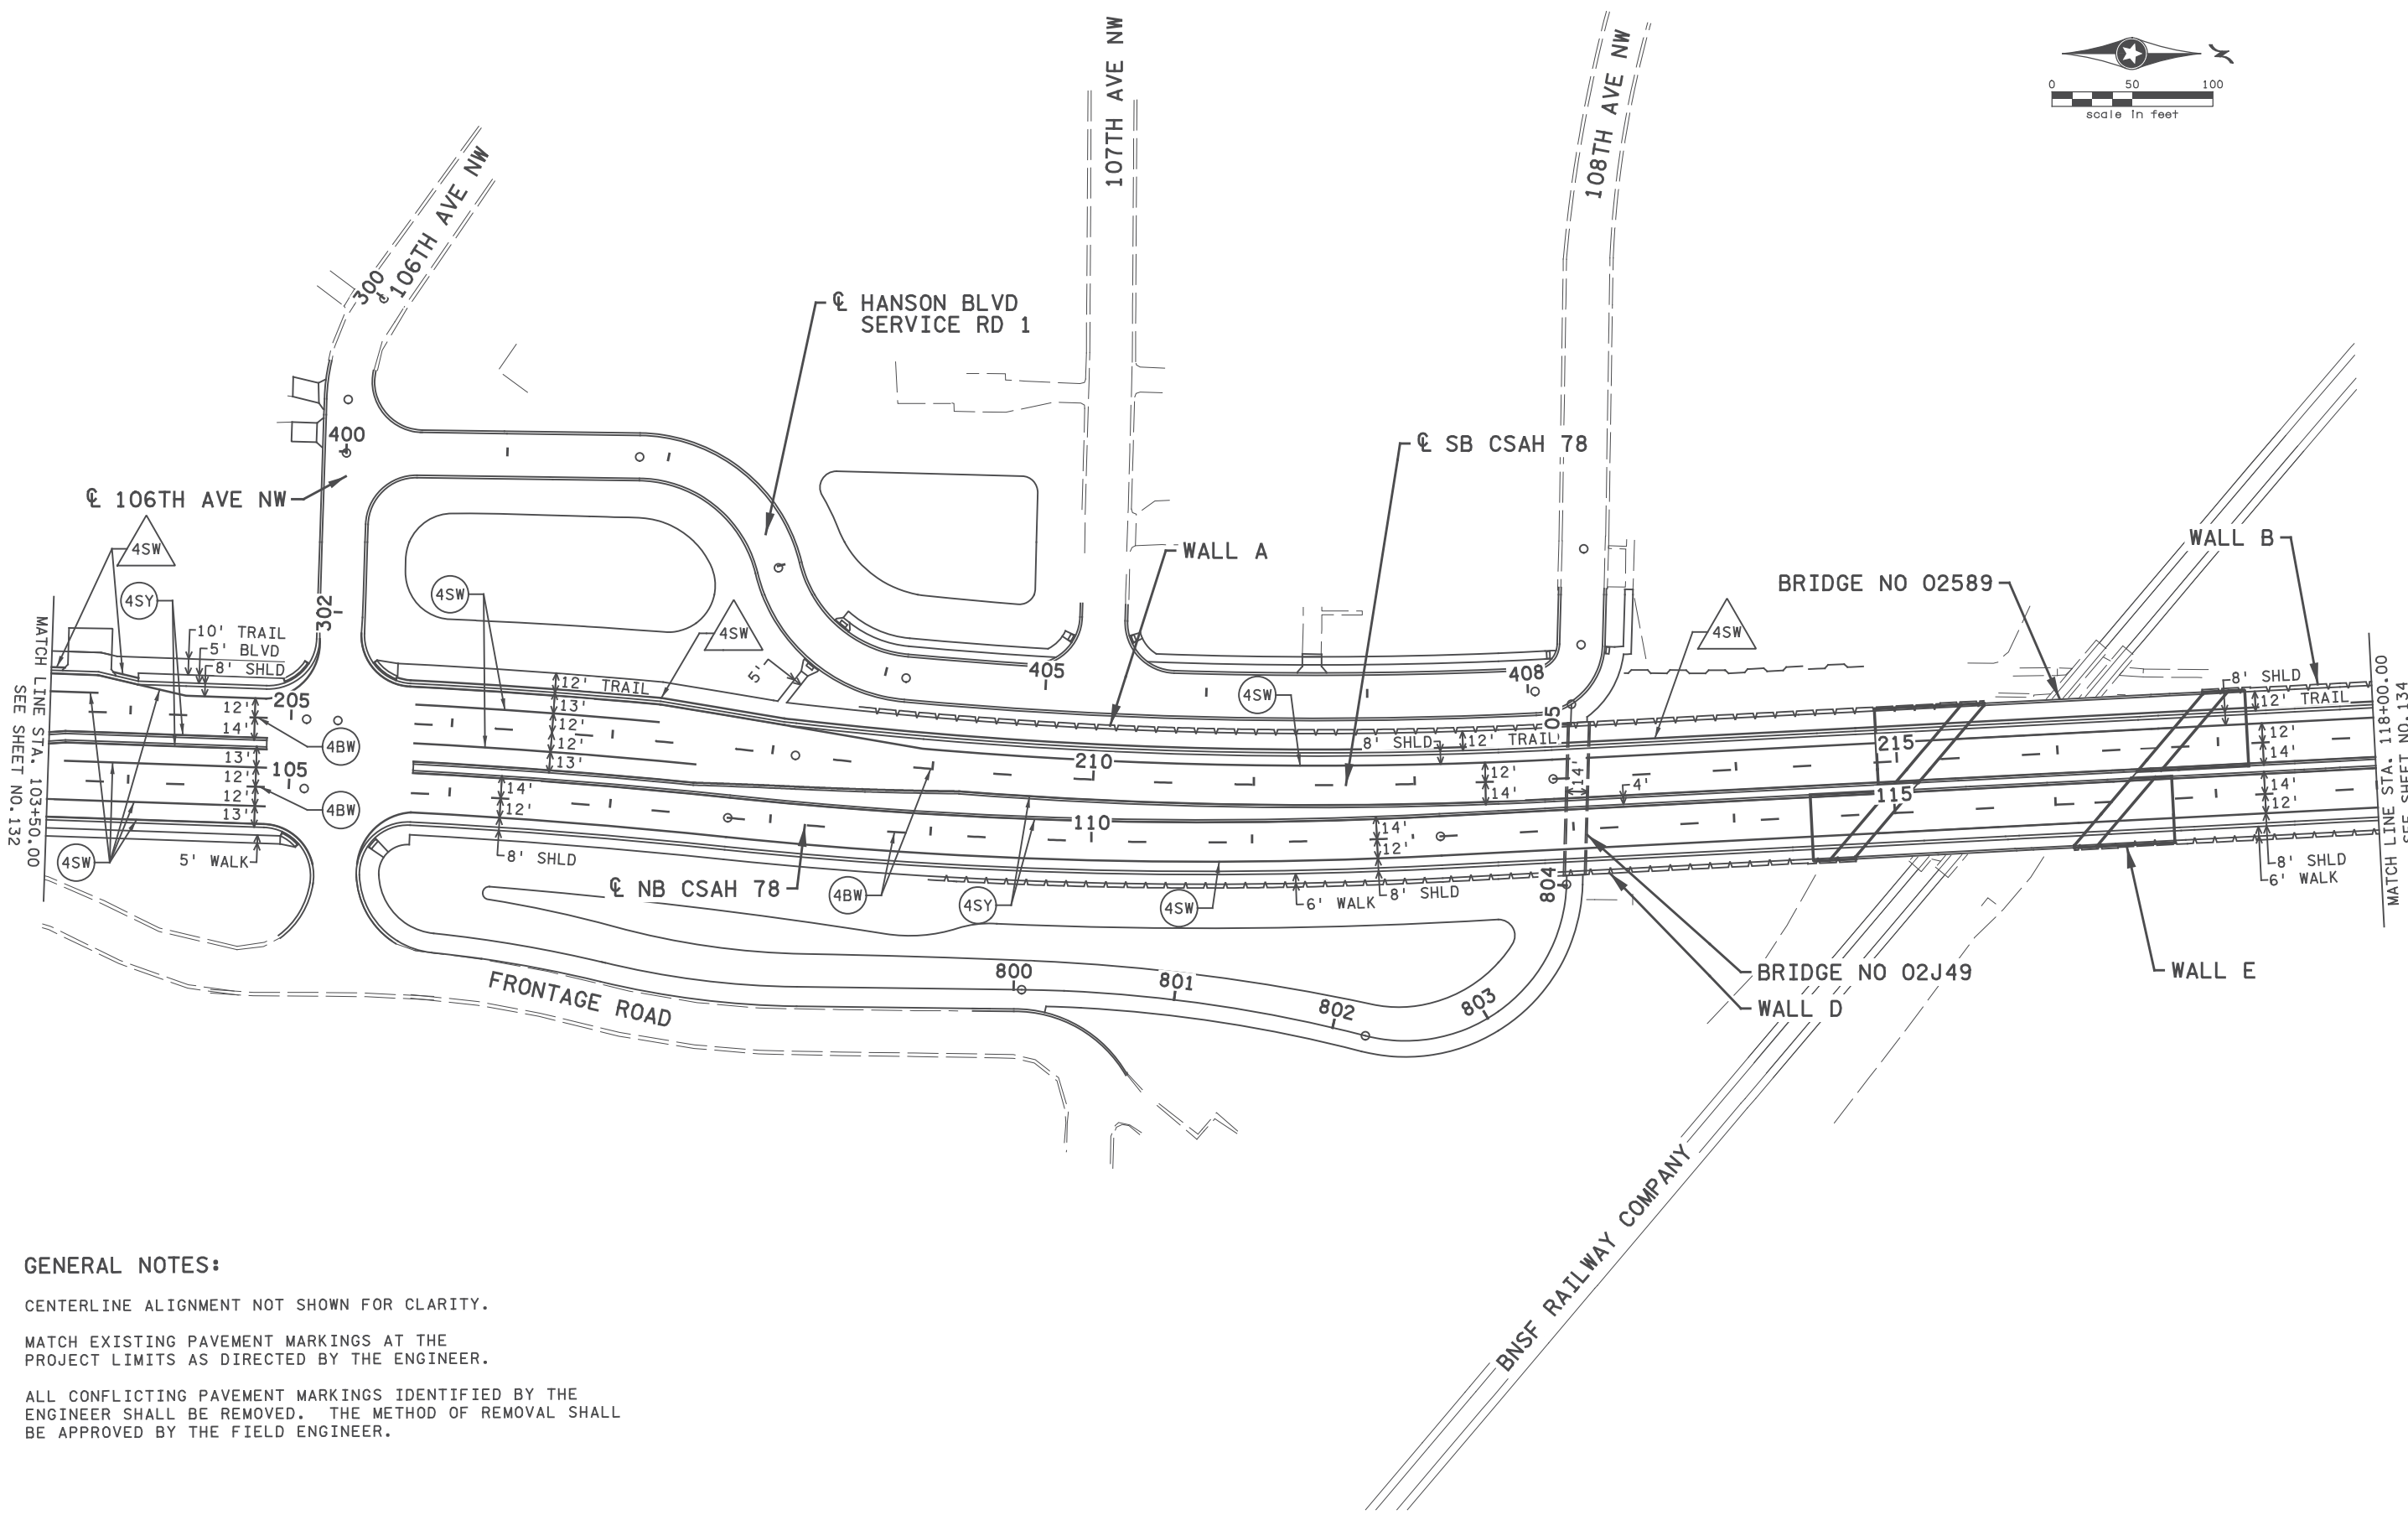 107TH AVE NW
108TH AVE NW
N
0 50 100
scale in feet
106TH AVE NW
300
℄ 106TH AVE NW
℄ HANSON BLVD
SERVICE RD 1
400
℄ SB CSAH 78
302
4SW
4SY
4SW
4SW
4SW
WALL A
WALL B
BRIDGE NO 02589
10' TRAIL
5' BLVD
8' SHLD
12' TRAIL
5'
405
408
4SW
8' SHLD
12' TRAIL
205
12'
14'
4BW
13'
12'
12'
13'
105
13'
12'
12'
13'
4BW
14'
12'
8' SHLD
210
110
8' SHLD
12' TRAIL
12'
14'
14'
12'
805
14'
4'
215
115
12'
14'
14'
12'
8' SHLD
6' WALK
MATCH LINE STA. 103+50.00
SEE SHEET NO.132
MATCH LINE STA. 118+00.00
SEE SHEET NO.134
4SW
5' WALK
℄ NB CSAH 78
4BW
4SY
4SW
6' WALK
8' SHLD
804
FRONTAGE ROAD
800
801
802
803
BRIDGE NO 02J49
WALL D
WALL E
BNSF RAILWAY COMPANY
GENERAL NOTES:
CENTERLINE ALIGNMENT NOT SHOWN FOR CLARITY.
MATCH EXISTING PAVEMENT MARKINGS AT THE
PROJECT LIMITS AS DIRECTED BY THE ENGINEER.
ALL CONFLICTING PAVEMENT MARKINGS IDENTIFIED BY THE
ENGINEER SHALL BE REMOVED. THE METHOD OF REMOVAL SHALL
BE APPROVED BY THE FIELD ENGINEER.